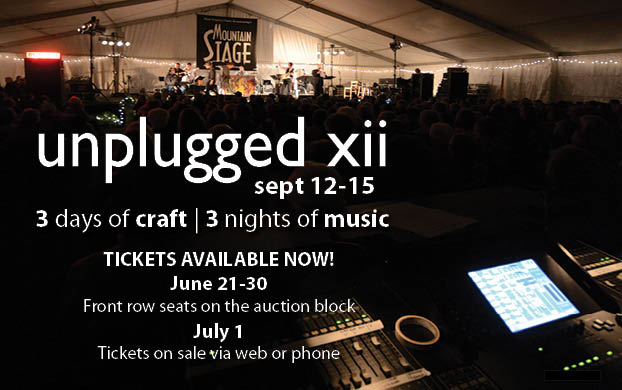 MOUNTAIN
STAGE
unplugged xii
sept 12-15
3 days of craft | 3 nights of music
TICKETS AVAILABLE NOW!
June 21-30
Front row seats on the auction block
July 1
Tickets on sale via web or phone